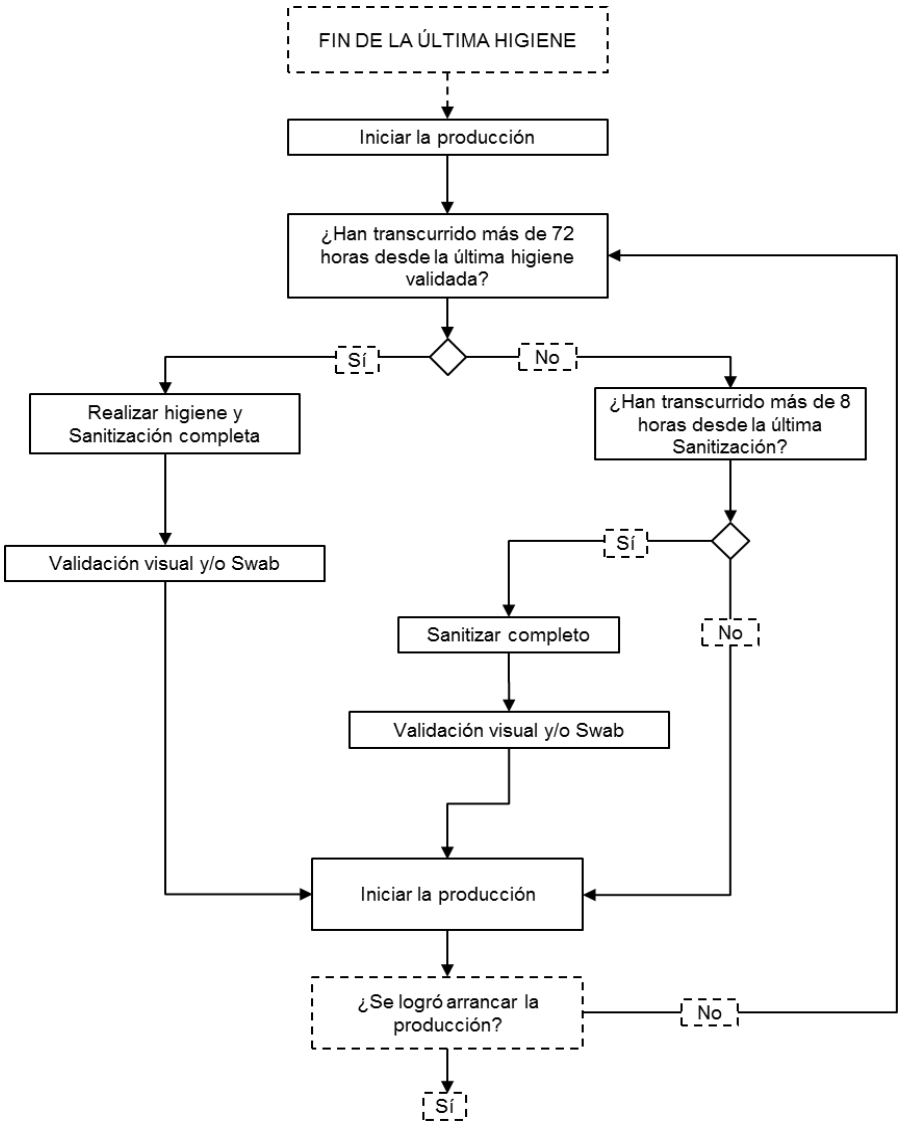 FIN DE LA ÚLTIMA HIGIENE
Iniciar la producción
¿Han transcurrido más de 72
horas desde la última higiene
validada?
Sí
No
Realizar higiene y
Sanitización completa
¿Han transcurrido más de 8
horas desde la última
Sanitización?
Sí
Validación visual y/o Swab
Sanitizar completo
No
Validación visual y/o Swab
Iniciar la producción
¿Se logró arrancar la
producción?
No
Sí